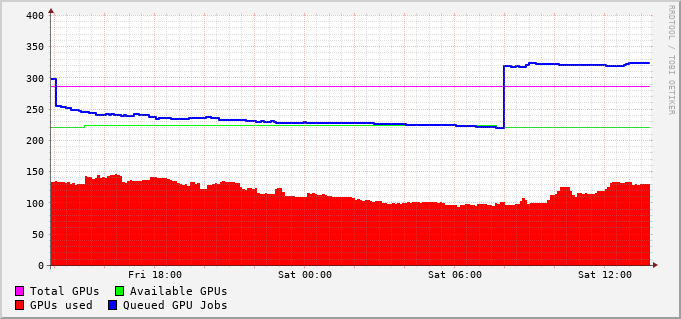 RRDTOOL / TOBI OETIKER
400
350
300
250
200
150
100
50
0
Fri 18:00 Sat 00:00 Sat 06:00 Sat 12:00
Total GPUs Available GPUs
GPUs used Queued GPU Jobs